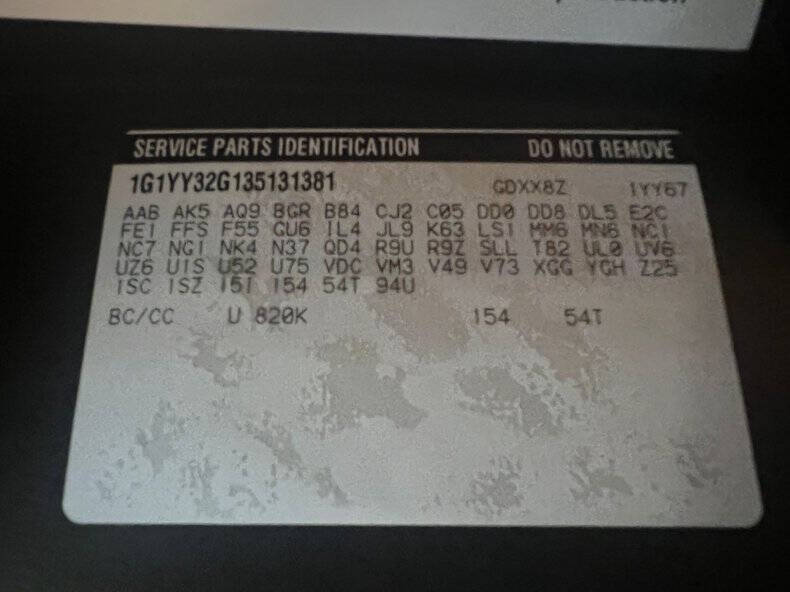 SERVICE PARTS IDENTIFICATION DO NOT REMOVE
1G1YY32G135131381 GDXX8Z 1YY67
AAB AK5 AQ9 BGR B84 CJ2 C05 DD0 DD8 DL5 E2C
FE1 FFS F55 GU6 IL4 JL9 K63 LS1 MM6 MN6 NC1
NC7 NG1 NK4 N37 QD4 R9U R9Z SLL T82 UL0 UV6
UZ6 U1S U52 U75 VDC VM3 V49 V73 XGG YGH Z25
1SC 1SZ 15I 154 54T 94U
BC/CC U 820K 154 54T